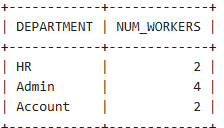 +------------+-------------+
| DEPARTMENT | NUM_WORKERS |
+------------+-------------+
| HR         |           2 |
| Admin      |           4 |
| Account    |           2 |
+------------+-------------+